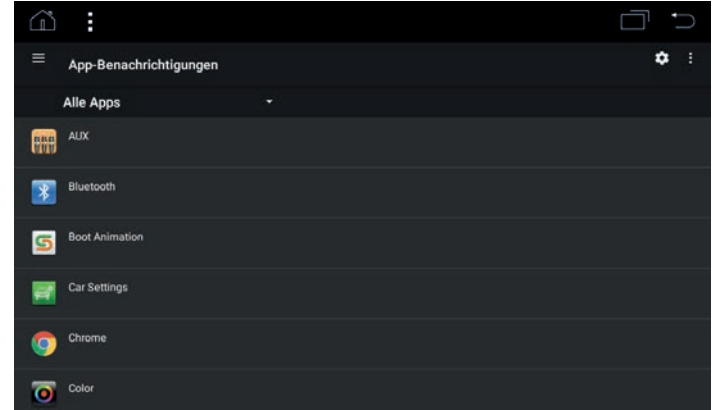 App-Benachrichtigungen
Alle Apps
AUX
Bluetooth
Boot Animation
Car Settings
Chrome
Color